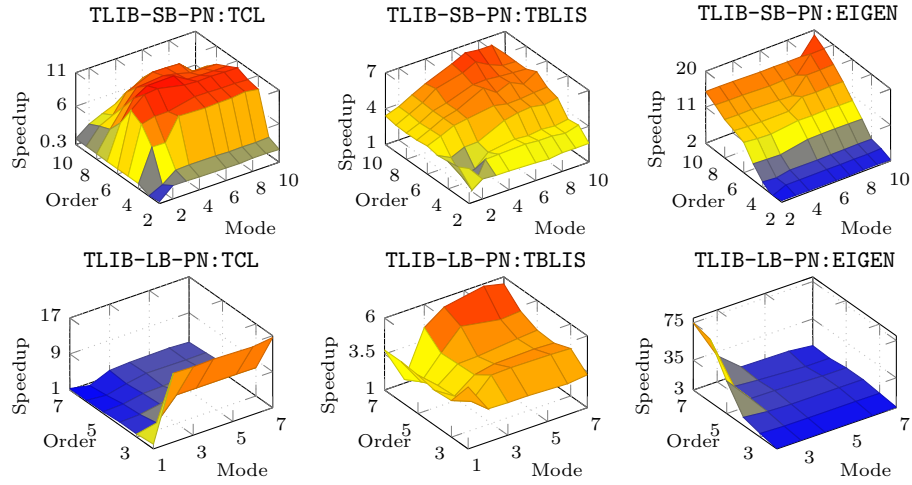 TLIB-SB-PN:TCL
11
6
0.3
Speedup
10
8
6
4
2
Order
2
4
6
8
10
Mode
TLIB-SB-PN:TBLIS
7
4
1
Speedup
10
8
6
4
2
Order
2
4
6
8
10
Mode
TLIB-SB-PN:EIGEN
20
11
2
Speedup
10
8
6
4
2
Order
2
4
6
8
10
Mode
TLIB-LB-PN:TCL
17
9
1
Speedup
7
5
3
Order
1
3
5
7
Mode
TLIB-LB-PN:TBLIS
6
3.5
1
Speedup
7
5
3
Order
1
3
5
7
Mode
TLIB-LB-PN:EIGEN
75
35
3
Speedup
7
5
3
Order
3
5
7
Mode